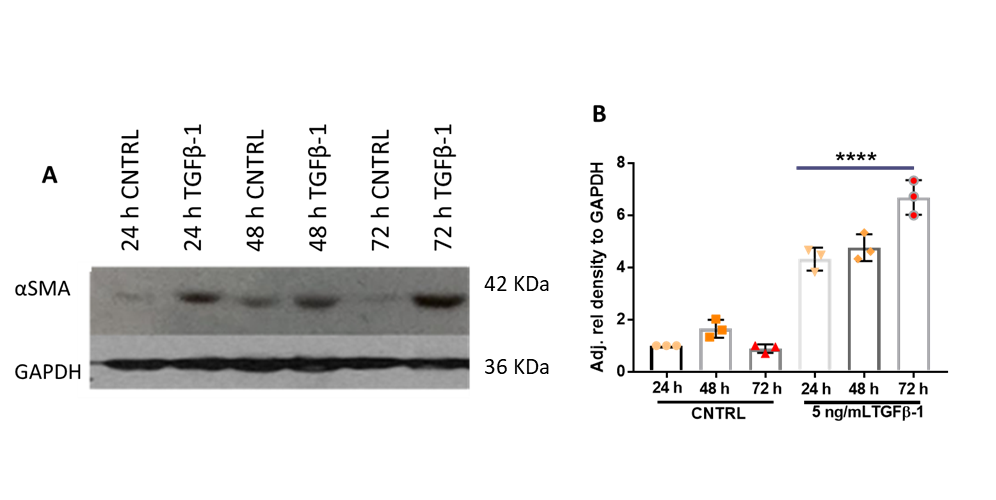 A
24 h CNTRL
24 h TGFβ-1
48 h CNTRL
48 h TGFβ-1
72 h CNTRL
72 h TGFβ-1
αSMA
42 KDa
GAPDH
36 KDa
B
Adj. rel density to GAPDH
8
6
4
2
0
****
24 h 48 h 72 h 24 h 48 h 72 h
CNTRL 5 ng/mLTGFβ-1